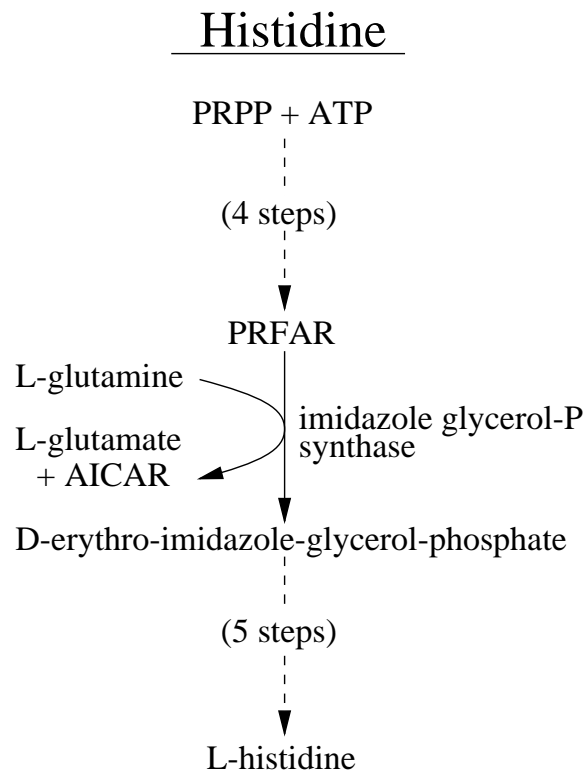 Histidine
PRPP + ATP
(4 steps)
PRFAR
L-glutamine
imidazole glycerol-P
synthase
L-glutamate
+ AICAR
D-erythro-imidazole-glycerol-phosphate
(5 steps)
L-histidine